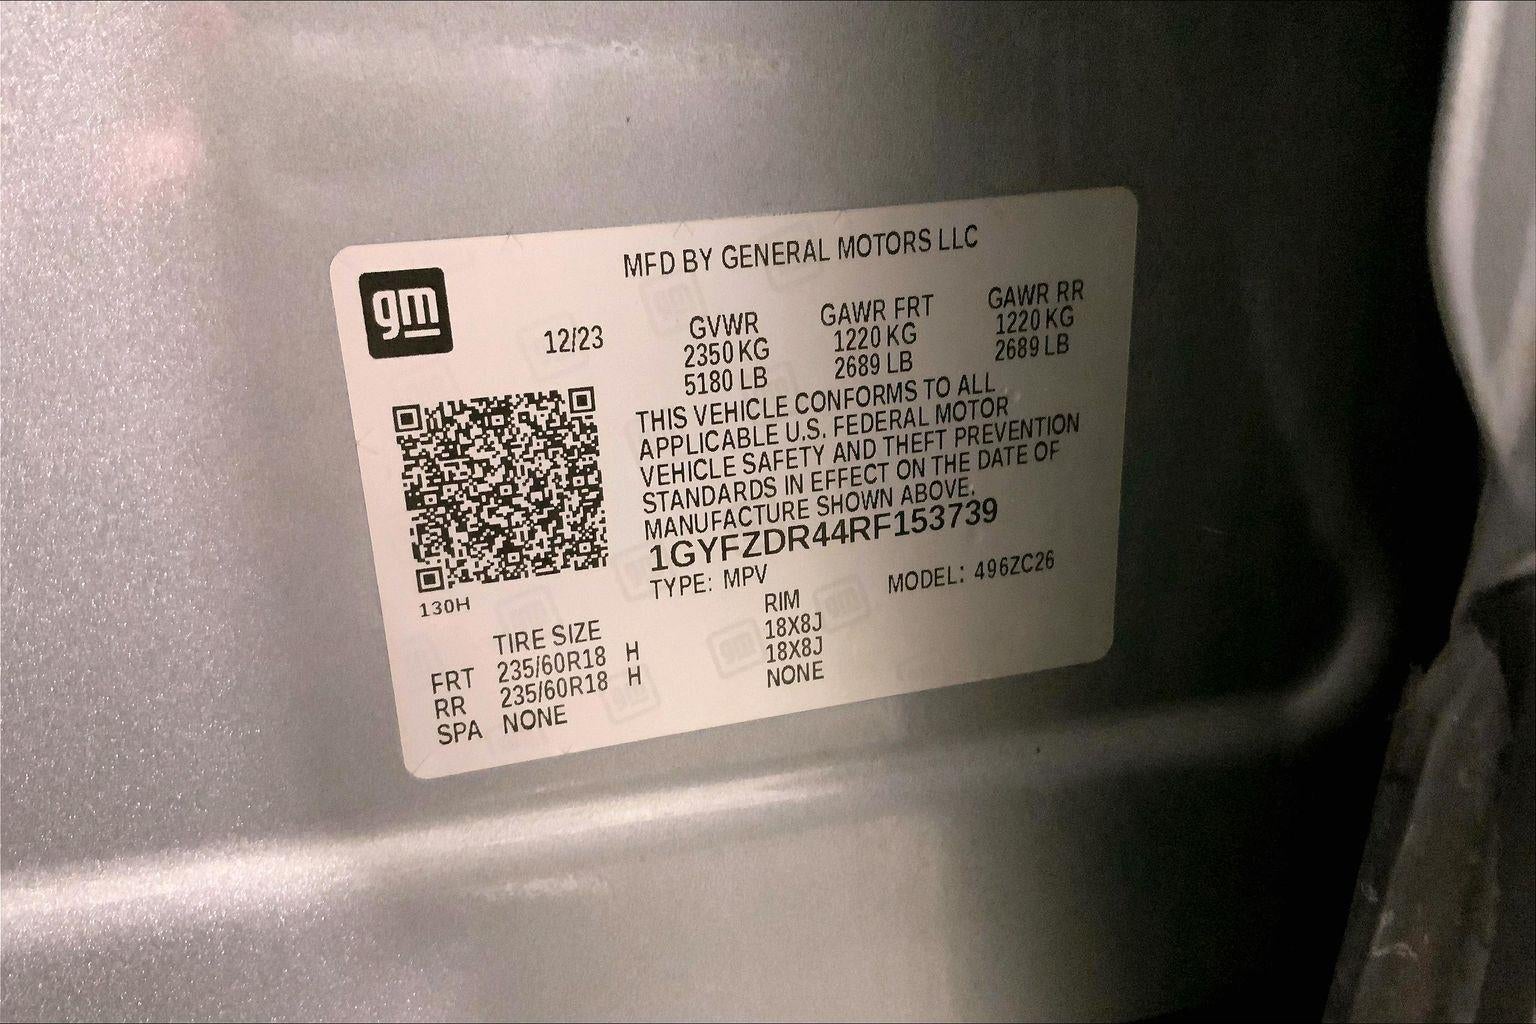 MFD BY GENERAL MOTORS LLC
gm
12/23
GVWR GAWR FRT GAWR RR
2350 KG 1220 KG 1220 KG
5180 LB 2689 LB 2689 LB
THIS VEHICLE CONFORMS TO ALL
APPLICABLE U.S. FEDERAL MOTOR
VEHICLE SAFETY AND THEFT PREVENTION
STANDARDS IN EFFECT ON THE DATE OF
MANUFACTURE SHOWN ABOVE.
1GYFZDR44RF153739
TYPE: MPV MODEL: 496ZC26
130H
TIRE SIZE RIM
FRT 235/60R18 H 18X8J
RR 235/60R18 H 18X8J
SPA NONE NONE